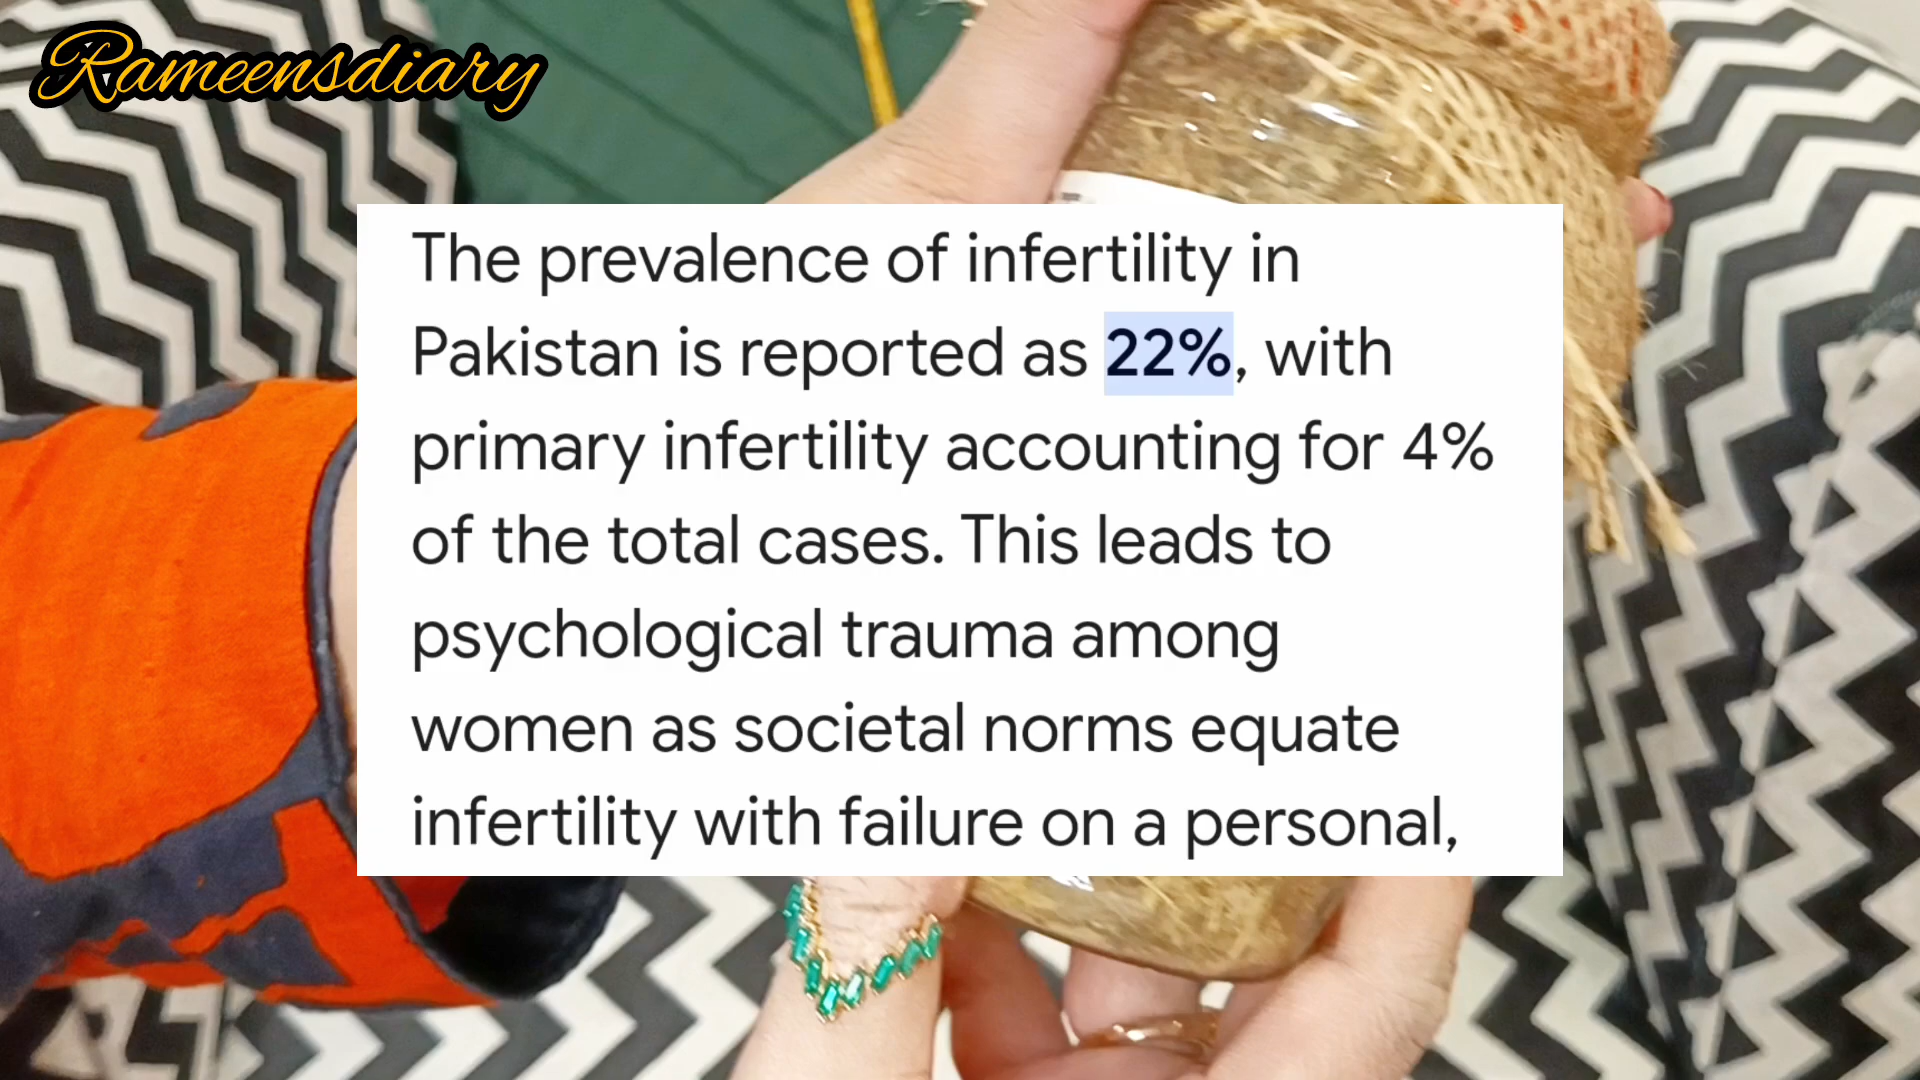 Rameensdiary
The prevalence of infertility in
Pakistan is reported as 22%, with
primary infertility accounting for 4%
of the total cases. This leads to
psychological trauma among
women as societal norms equate
infertility with failure on a personal,